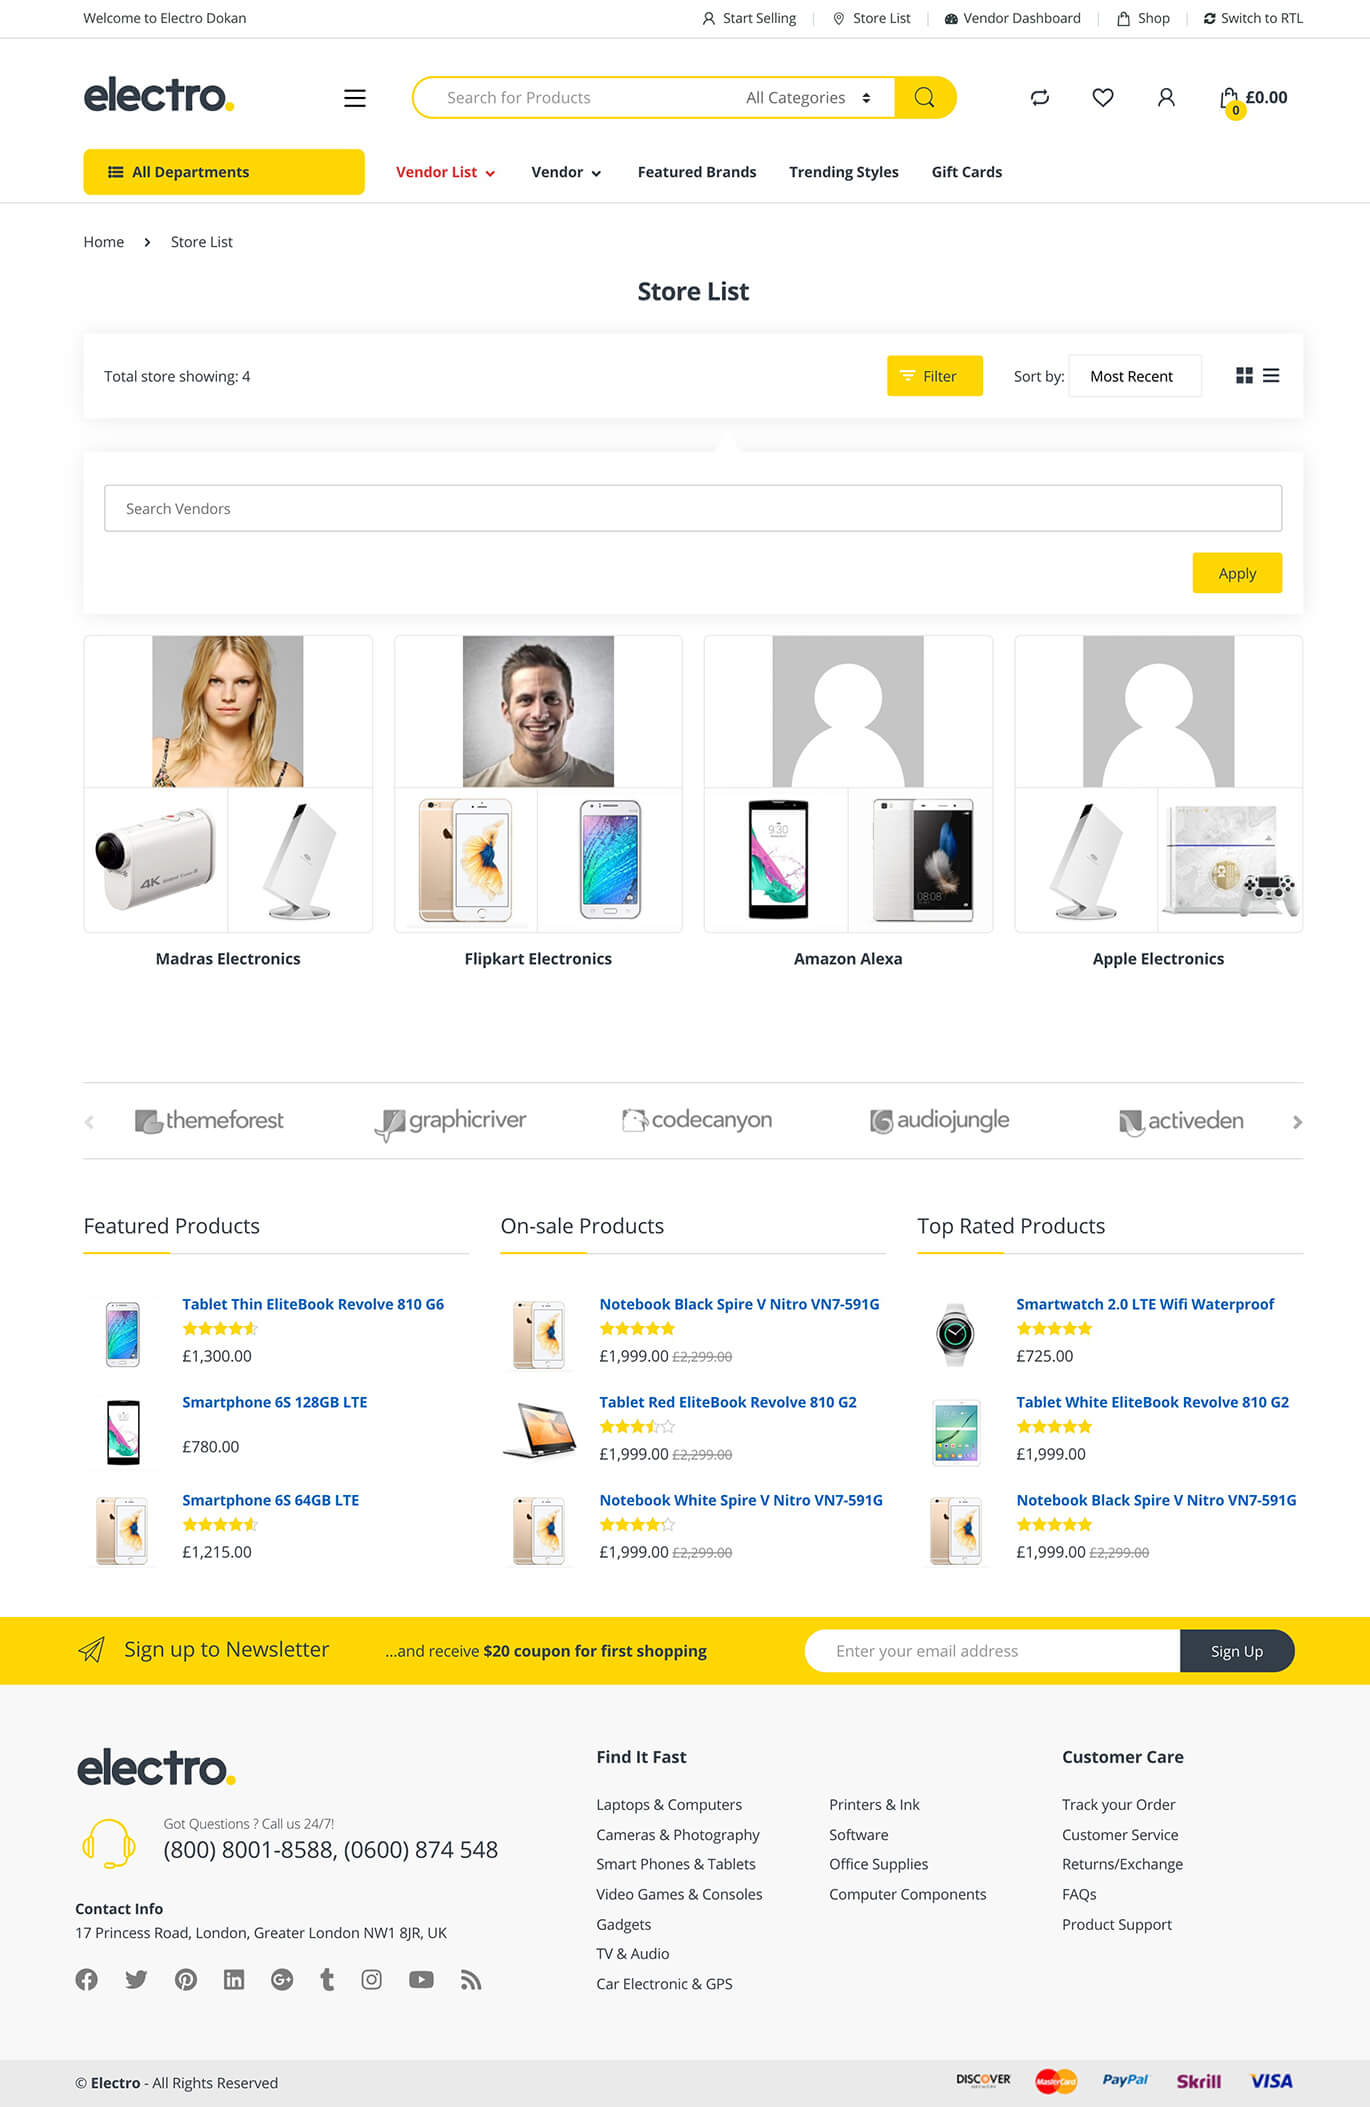 Welcome to Electro Dokan
Start Selling
Store List
Vendor Dashboard
Shop
Switch to RTL
electro.
Search for Products
All Categories
0
£0.00
All Departments
Vendor List
Vendor
Featured Brands
Trending Styles
Gift Cards
Home
Store List
Store List
Total store showing: 4
Filter
Sort by:
Most Recent
Search Vendors
Apply
4K
9:30
08:08
Madras Electronics
Flipkart Electronics
Amazon Alexa
Apple Electronics
themeforest
graphicriver
codecanyon
audiojungle
activeden
Featured Products
Tablet Thin EliteBook Revolve 810 G6
£1,300.00
Smartphone 6S 128GB LTE
£780.00
Smartphone 6S 64GB LTE
£1,215.00
On-sale Products
Notebook Black Spire V Nitro VN7-591G
£1,999.00 £2,299.00
Tablet Red EliteBook Revolve 810 G2
£1,999.00 £2,299.00
Notebook White Spire V Nitro VN7-591G
£1,999.00 £2,299.00
Top Rated Products
Smartwatch 2.0 LTE Wifi Waterproof
£725.00
Tablet White EliteBook Revolve 810 G2
£1,999.00
Notebook Black Spire V Nitro VN7-591G
£1,999.00 £2,299.00
Sign up to Newsletter
...and receive $20 coupon for first shopping
Enter your email address
Sign Up
electro.
Got Questions ? Call us 24/7!
(800) 8001-8588, (0600) 874 548
Contact Info
17 Princess Road, London, Greater London NW1 8JR, UK
Find It Fast
Laptops & Computers
Cameras & Photography
Smart Phones & Tablets
Video Games & Consoles
Gadgets
TV & Audio
Car Electronic & GPS
Printers & Ink
Software
Office Supplies
Computer Components
Customer Care
Track your Order
Customer Service
Returns/Exchange
FAQs
Product Support
© Electro - All Rights Reserved
DISCOVER
NETWORK
MasterCard
PayPal
Skrill
VISA